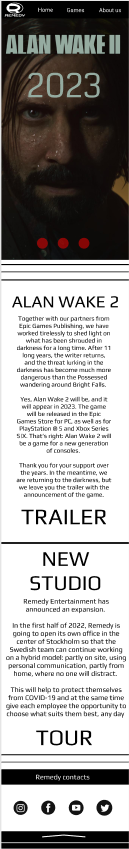 REMEDY
Home Games About us
ALAN WAKE II
2023
ALAN WAKE 2
Together with our partners from
Epic Games Publishing, we have
worked tirelessly to shed light on
what has been shrouded in
darkness for a long time. After 11
long years, the writer returns,
and the threat lurking in the
darkness has become much more
dangerous than the Possessed
wandering around Bright Falls.
Yes, Alan Wake 2 will be, and it
will appear in 2023. The game
will be released in the Epic
Games Store for PC, as well as for
PlayStation ® 5 and Xbox Series
S|X. That's right: Alan Wake 2 will
be a game for a new generation
of consoles.
Thank you for your support over
the years. In the meantime, we
are returning to the darkness, but
we leave you the trailer with the
announcement of the game.
TRAILER
NEW
STUDIO
Remedy Entertainment has
announced an expansion.
In the first half of 2022, Remedy is
going to open its own office in the
center of Stockholm so that the
Swedish team can continue working
on a hybrid model: partly on site, using
personal computation, partly from
home, where no one will distract.
This will help to protect themselves
from COVID-19 and at the same time
give each employee the opportunity to
choose what suits them best, any day
TOUR
Remedy contacts